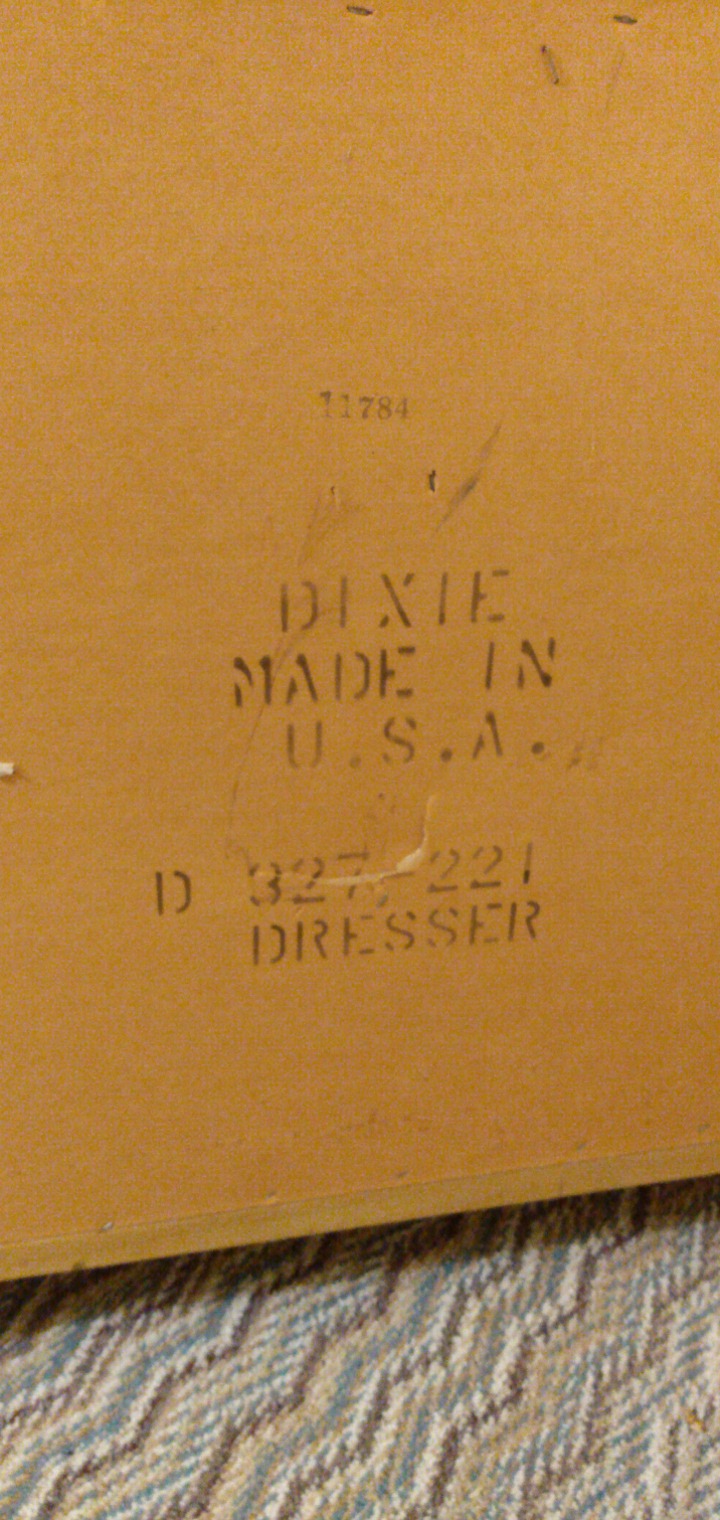 11784
DIXIE
MADE IN
U.S.A.
D 327, 221
DRESSER